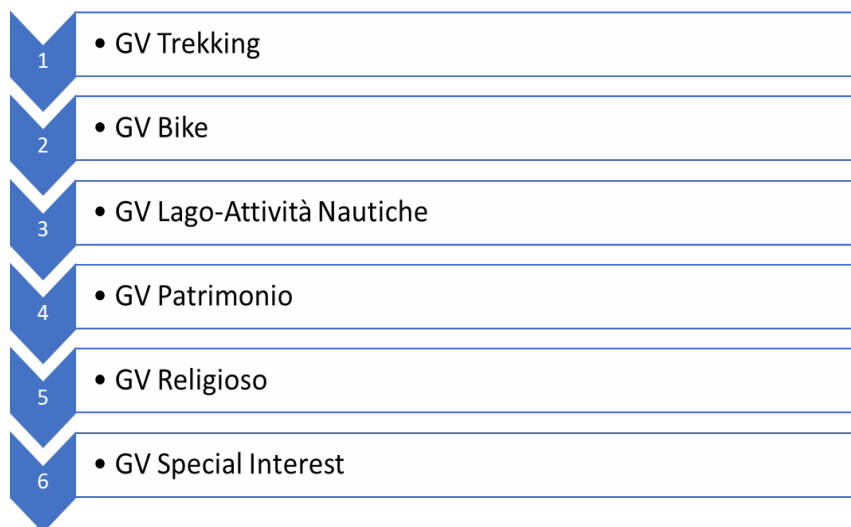 1 • GV Trekking
2 • GV Bike
3 • GV Lago-Attività Nautiche
4 • GV Patrimonio
5 • GV Religioso
6 • GV Special Interest